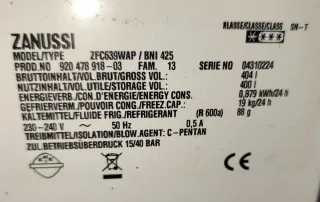 KLASSE/CLASSE/CLASS SN-T
ZANUSSI
MODELL/TYPE ZFC639WAP / BNI 425
PROD.NO. 920 478 918-03 FAM. 13 SERIE NO 04310224
BRUTTOINHALT/VOL.BRUT/GROSS VOL.: 404 l
NUTZINHALT/VOL.UTILE/STORAGE VOL.: 400 l
ENERGIEVERB./CON.D'ENERGIE/ENERGY CONS. 0,879 kWh/24 h
GEFRIERVERM./POUVOIR CONG./FREEZ.CAP.: 19 kg/24 h
KÄLTEMITTEL/FLUIDE FRIG./REFRIGERANT (R 600a) 88 g
230-240 V ~ 50 Hz 0,5 A
TREIBMITTEL/ISOLATION/BLOW.AGENT: C-PENTAN
ZUL.BETRIEBSÜBERDRUCK 15/40 BAR
CE